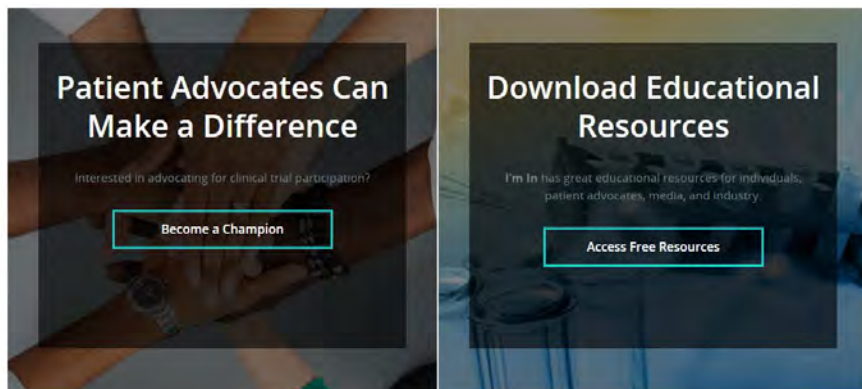 Patient Advocates Can
Make a Difference
Interested in advocating for clinical trial participation?
Become a Champion
Download Educational
Resources
I'm In has great educational resources for individuals,
patient advocates, media, and industry.
Access Free Resources